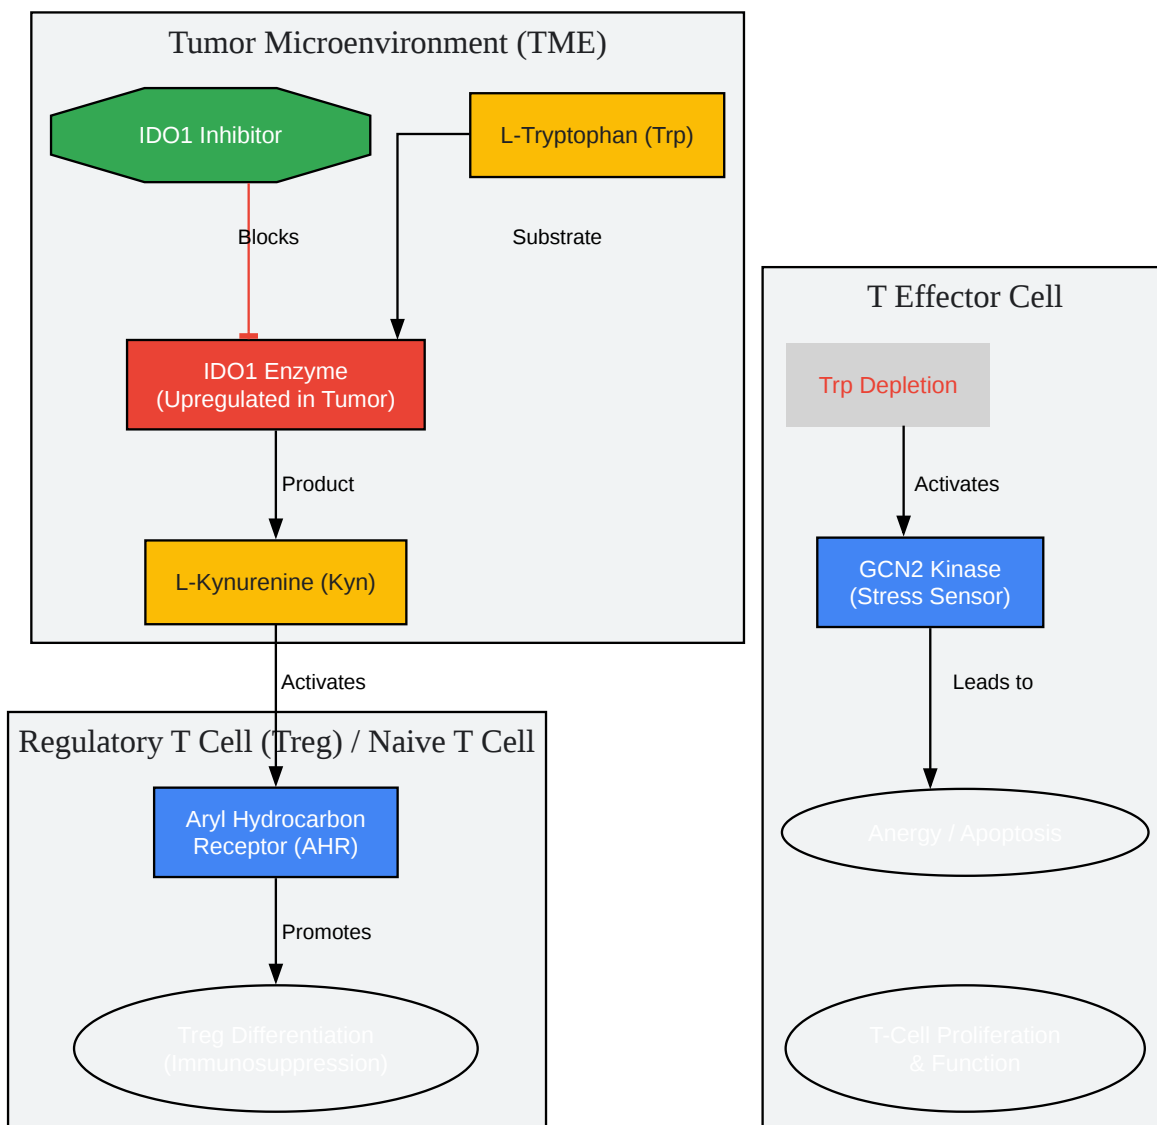 Tumor Microenvironment (TME)
IDO1 Inhibitor
L-Tryptophan (Trp)
Blocks
Substrate
IDO1 Enzyme
(Upregulated in Tumor)
Product
L-Kynurenine (Kyn)
Activates
Regulatory T Cell (Treg) / Naive T Cell
Aryl Hydrocarbon
Receptor (AHR)
Promotes
Treg Differentiation
(Immunosuppression)
T Effector Cell
Trp Depletion
Activates
GCN2 Kinase
(Stress Sensor)
Leads to
Anergy / Apoptosis
T-Cell Proliferation
& Function